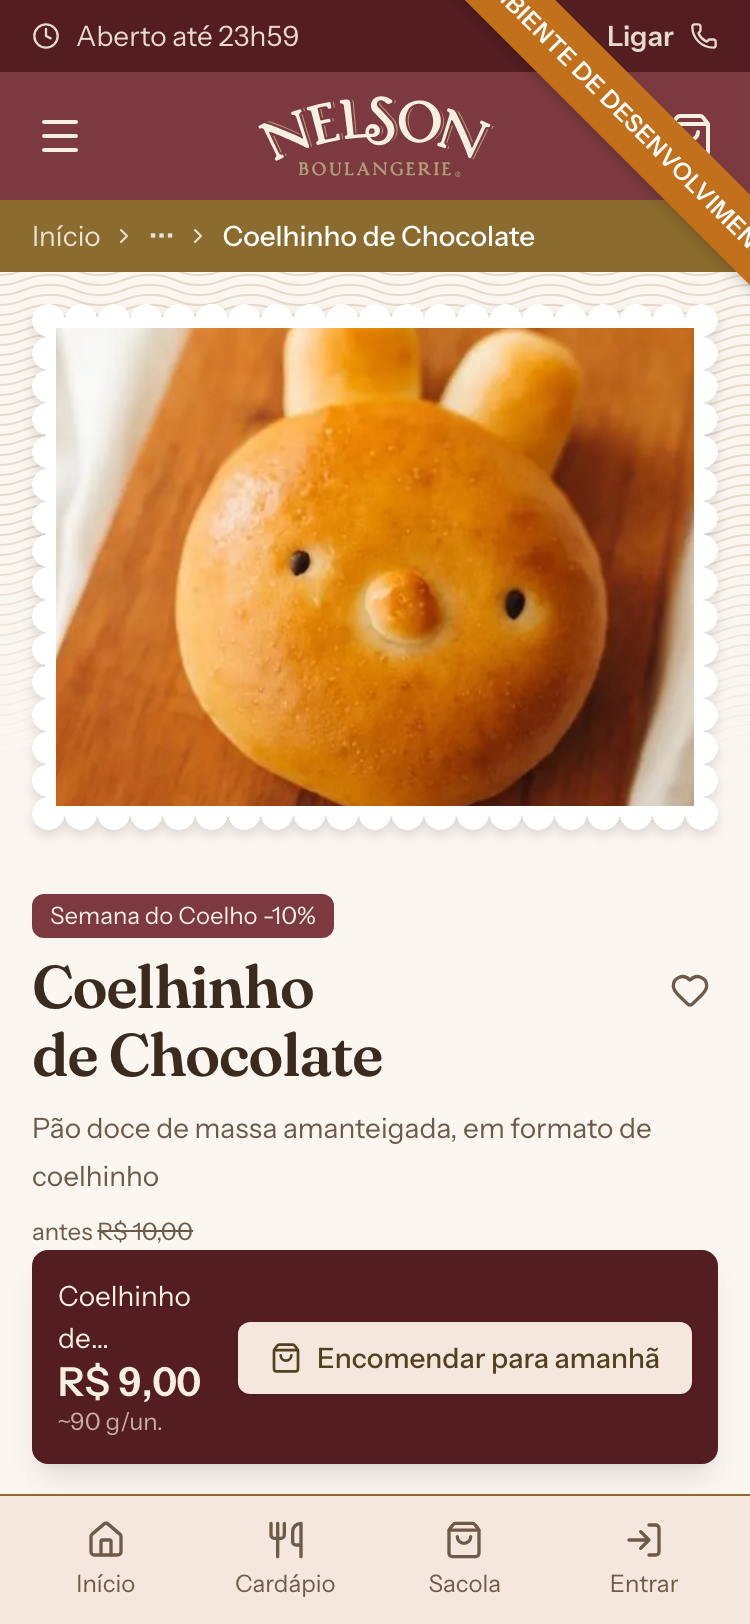 Aberto até 23h59
Ligar
NELSON
BOULANGERIE
DE DESENVOLVIMEN
Início
Coelhinho de Chocolate
Semana do Coelho -10%
Coelhinho
de Chocolate
Pão doce de massa amanteigada, em formato de
coelhinho
antes R$ 10,00
Coelhinho
de...
R$ 9,00
~90 g/un.
Encomendar para amanhã
Início
Cardápio
Sacola
Entrar